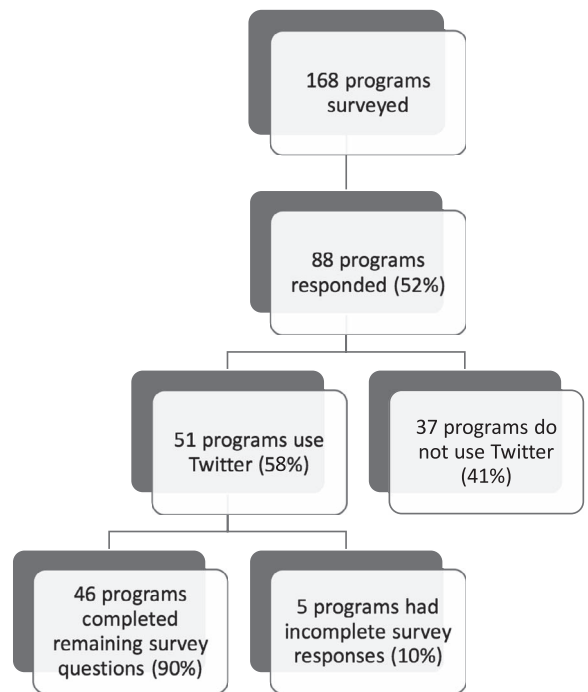 168 programs
surveyed
88 programs
responded (52%)
51 programs use
Twitter (58%)
37 programs do
not use Twitter
(41%)
46 programs
completed
remaining survey
questions (90%)
5 programs had
incomplete survey
responses (10%)